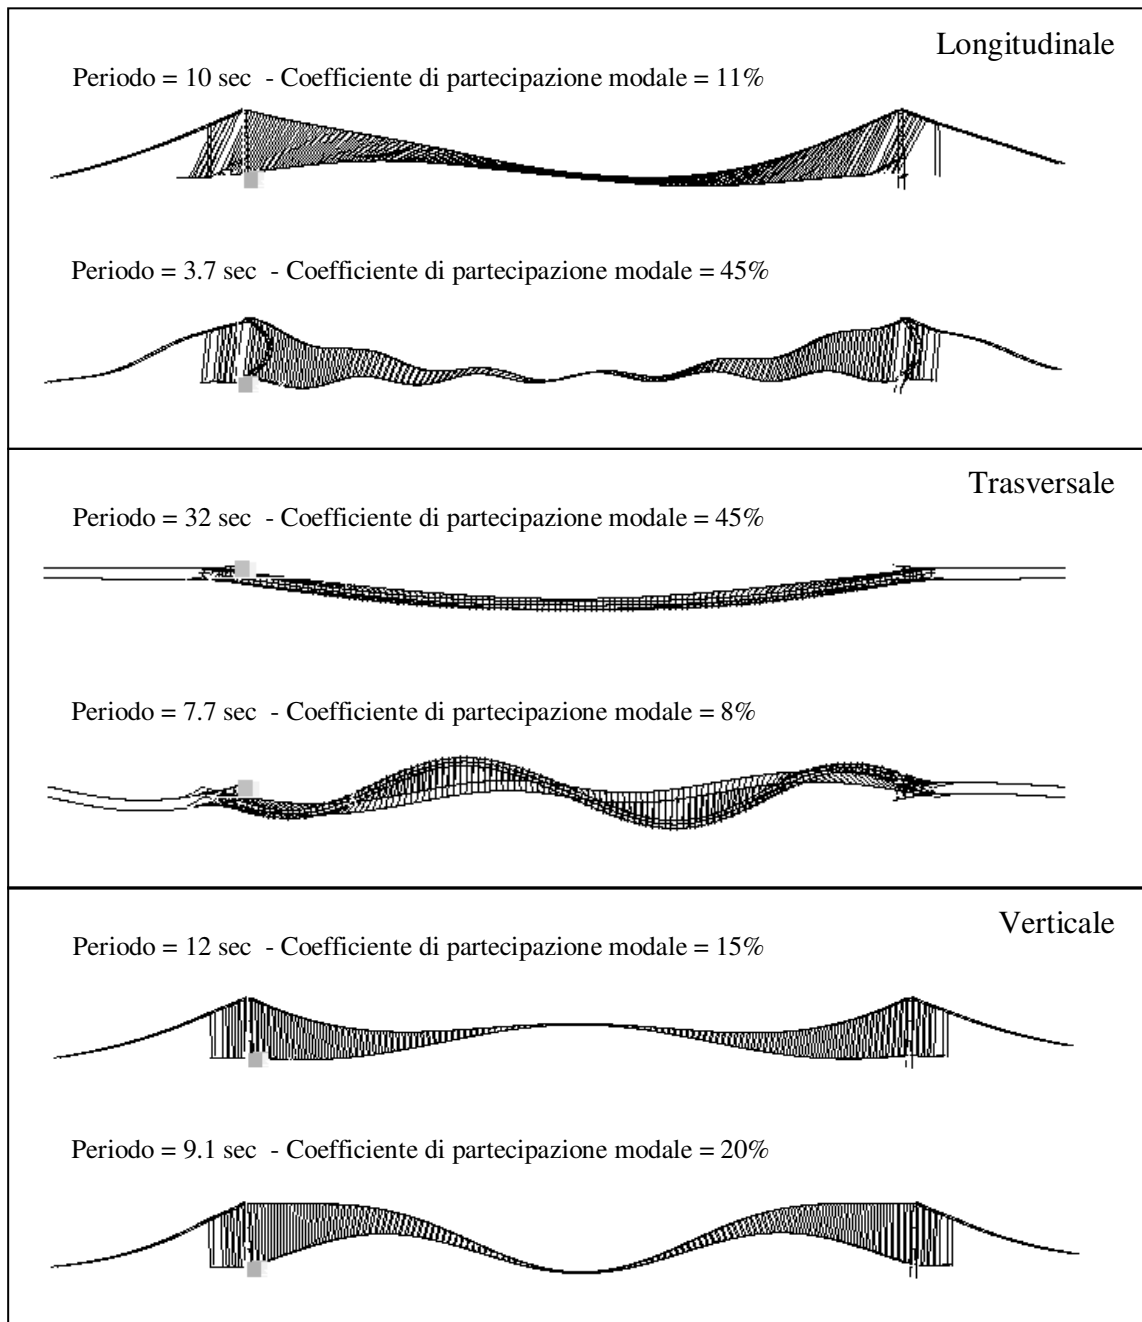 Longitudinale
Periodo = 10 sec - Coefficiente di partecipazione modale = 11%
Periodo = 3.7 sec - Coefficiente di partecipazione modale = 45%
Trasversale
Periodo = 32 sec - Coefficiente di partecipazione modale = 45%
Periodo = 7.7 sec - Coefficiente di partecipazione modale = 8%
Verticale
Periodo = 12 sec - Coefficiente di partecipazione modale = 15%
Periodo = 9.1 sec - Coefficiente di partecipazione modale = 20%